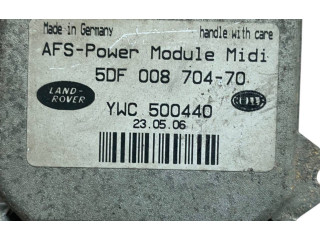 Made in Germany handle with care
AFS-Power Module Midi
5DF 008 704-70
LAND-
ROVER
YWC 500440
23.05.06